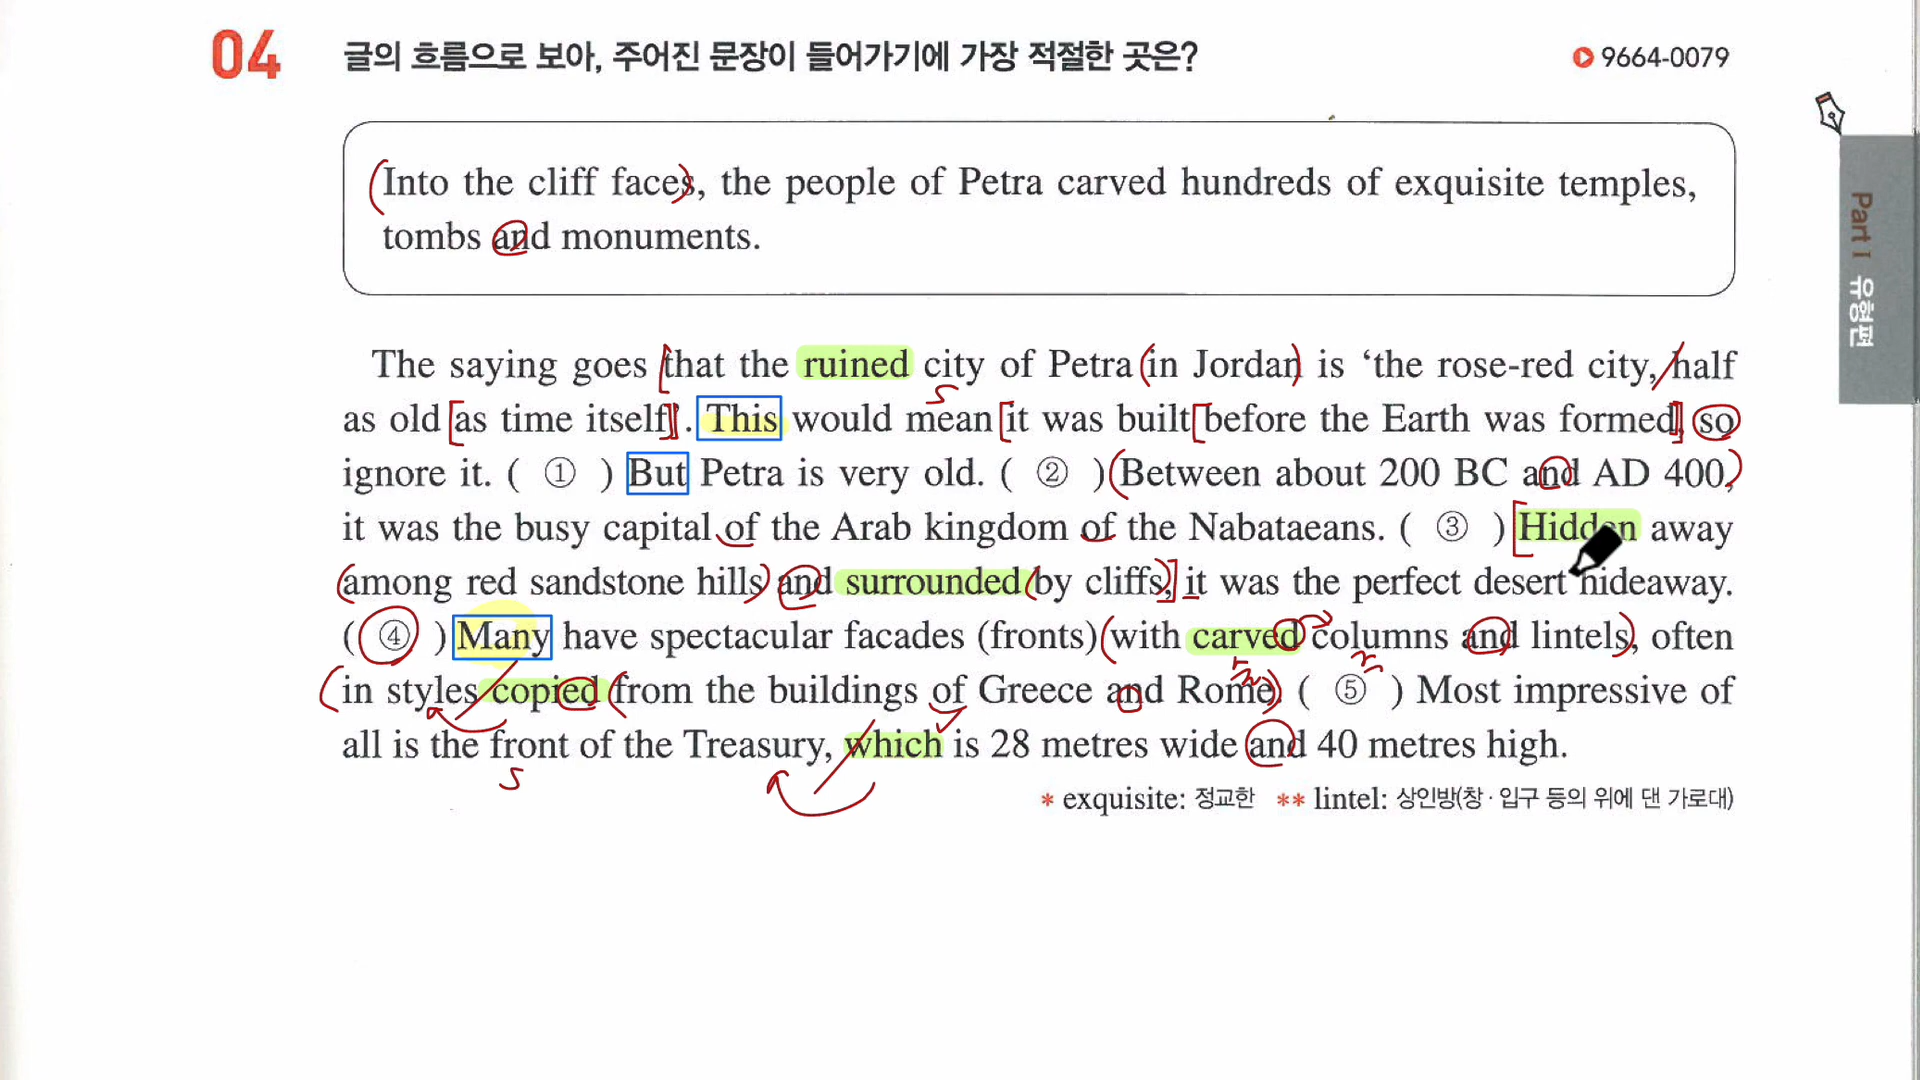 04 글의 흐름으로 보아, 주어진 문장이 들어가기에 가장 적절한 곳은? 9664-0079
Into the cliff faces, the people of Petra carved hundreds of exquisite temples,
tombs and monuments.
The saying goes that the ruined city of Petra in Jordan is ‘the rose-red city, half
as old as time itself’. This would mean it was built before the Earth was formed, so
ignore it. ( ① ) But Petra is very old. ( ② ) Between about 200 BC and AD 400,
it was the busy capital of the Arab kingdom of the Nabataeans. ( ③ ) Hidden away
among red sandstone hills and surrounded by cliffs, it was the perfect desert hideaway.
( ④ ) Many have spectacular facades (fronts) with carved columns and lintels, often
in styles copied from the buildings of Greece and Rome. ( ⑤ ) Most impressive of
all is the front of the Treasury, which is 28 metres wide and 40 metres high.
* exquisite: 정교한 ** lintel: 상인방(창·입구 등의 위에 댄 가로대)
Part I 유형편
S
S